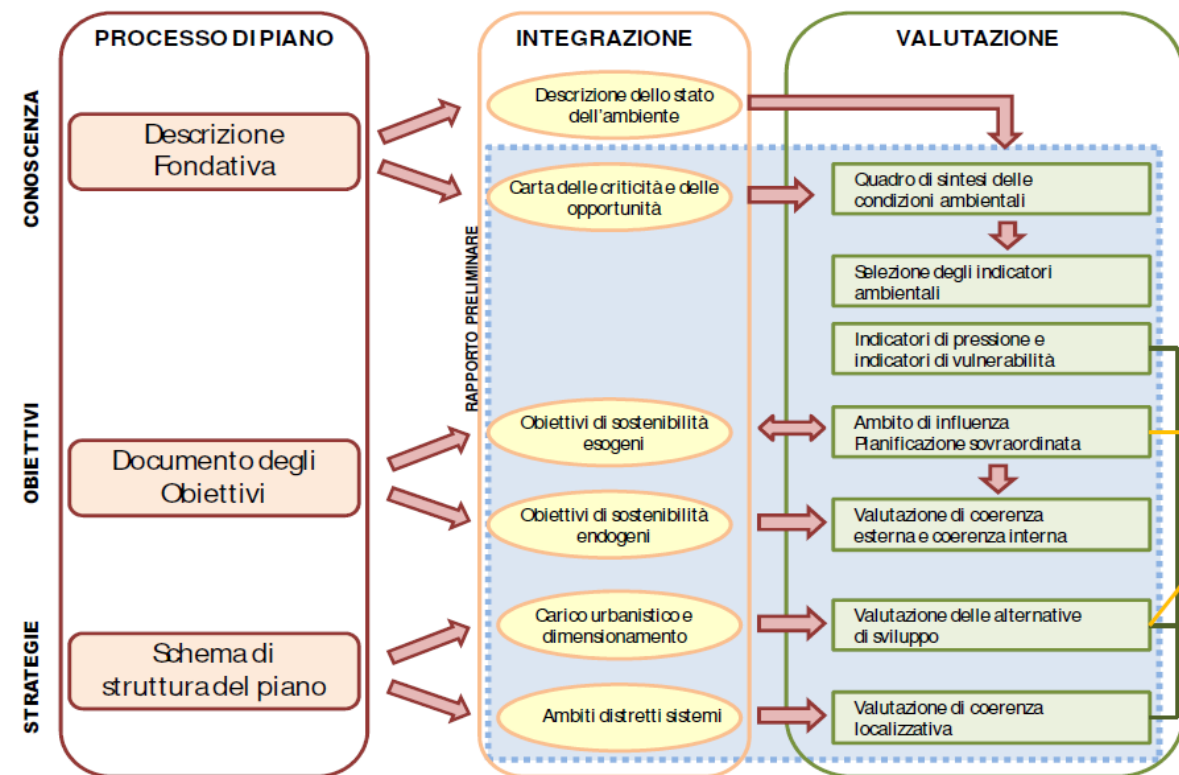 PROCESSO DI PIANO
INTEGRAZIONE
VALUTAZIONE
CONOSCENZA
Descrizione
Fondativa
Descrizione dello stato
dell'ambiente
Carta delle criticità e delle
opportunità
Quadro di sintesi delle
condizioni ambientali
Selezione degli indicatori
ambientali
Indicatori di pressione e
indicatori di vulnerabilità
RAPPORTO PRELIMINARE
OBIETTIVI
Documento degli
Obiettivi
Obiettivi di sostenibilità
esogeni
Ambito di influenza
Planificazione sovraordinata
Obiettivi di sostenibilità
endogeni
Valutazione di coerenza
esterna e coerenza interna
STRATEGIE
Schema di
struttura del piano
Carico urbanistico e
dimensionamento
Valutazione delle alternative
di sviluppo
Ambiti distretti sistemi
Valutazione di coerenza
localizzativa